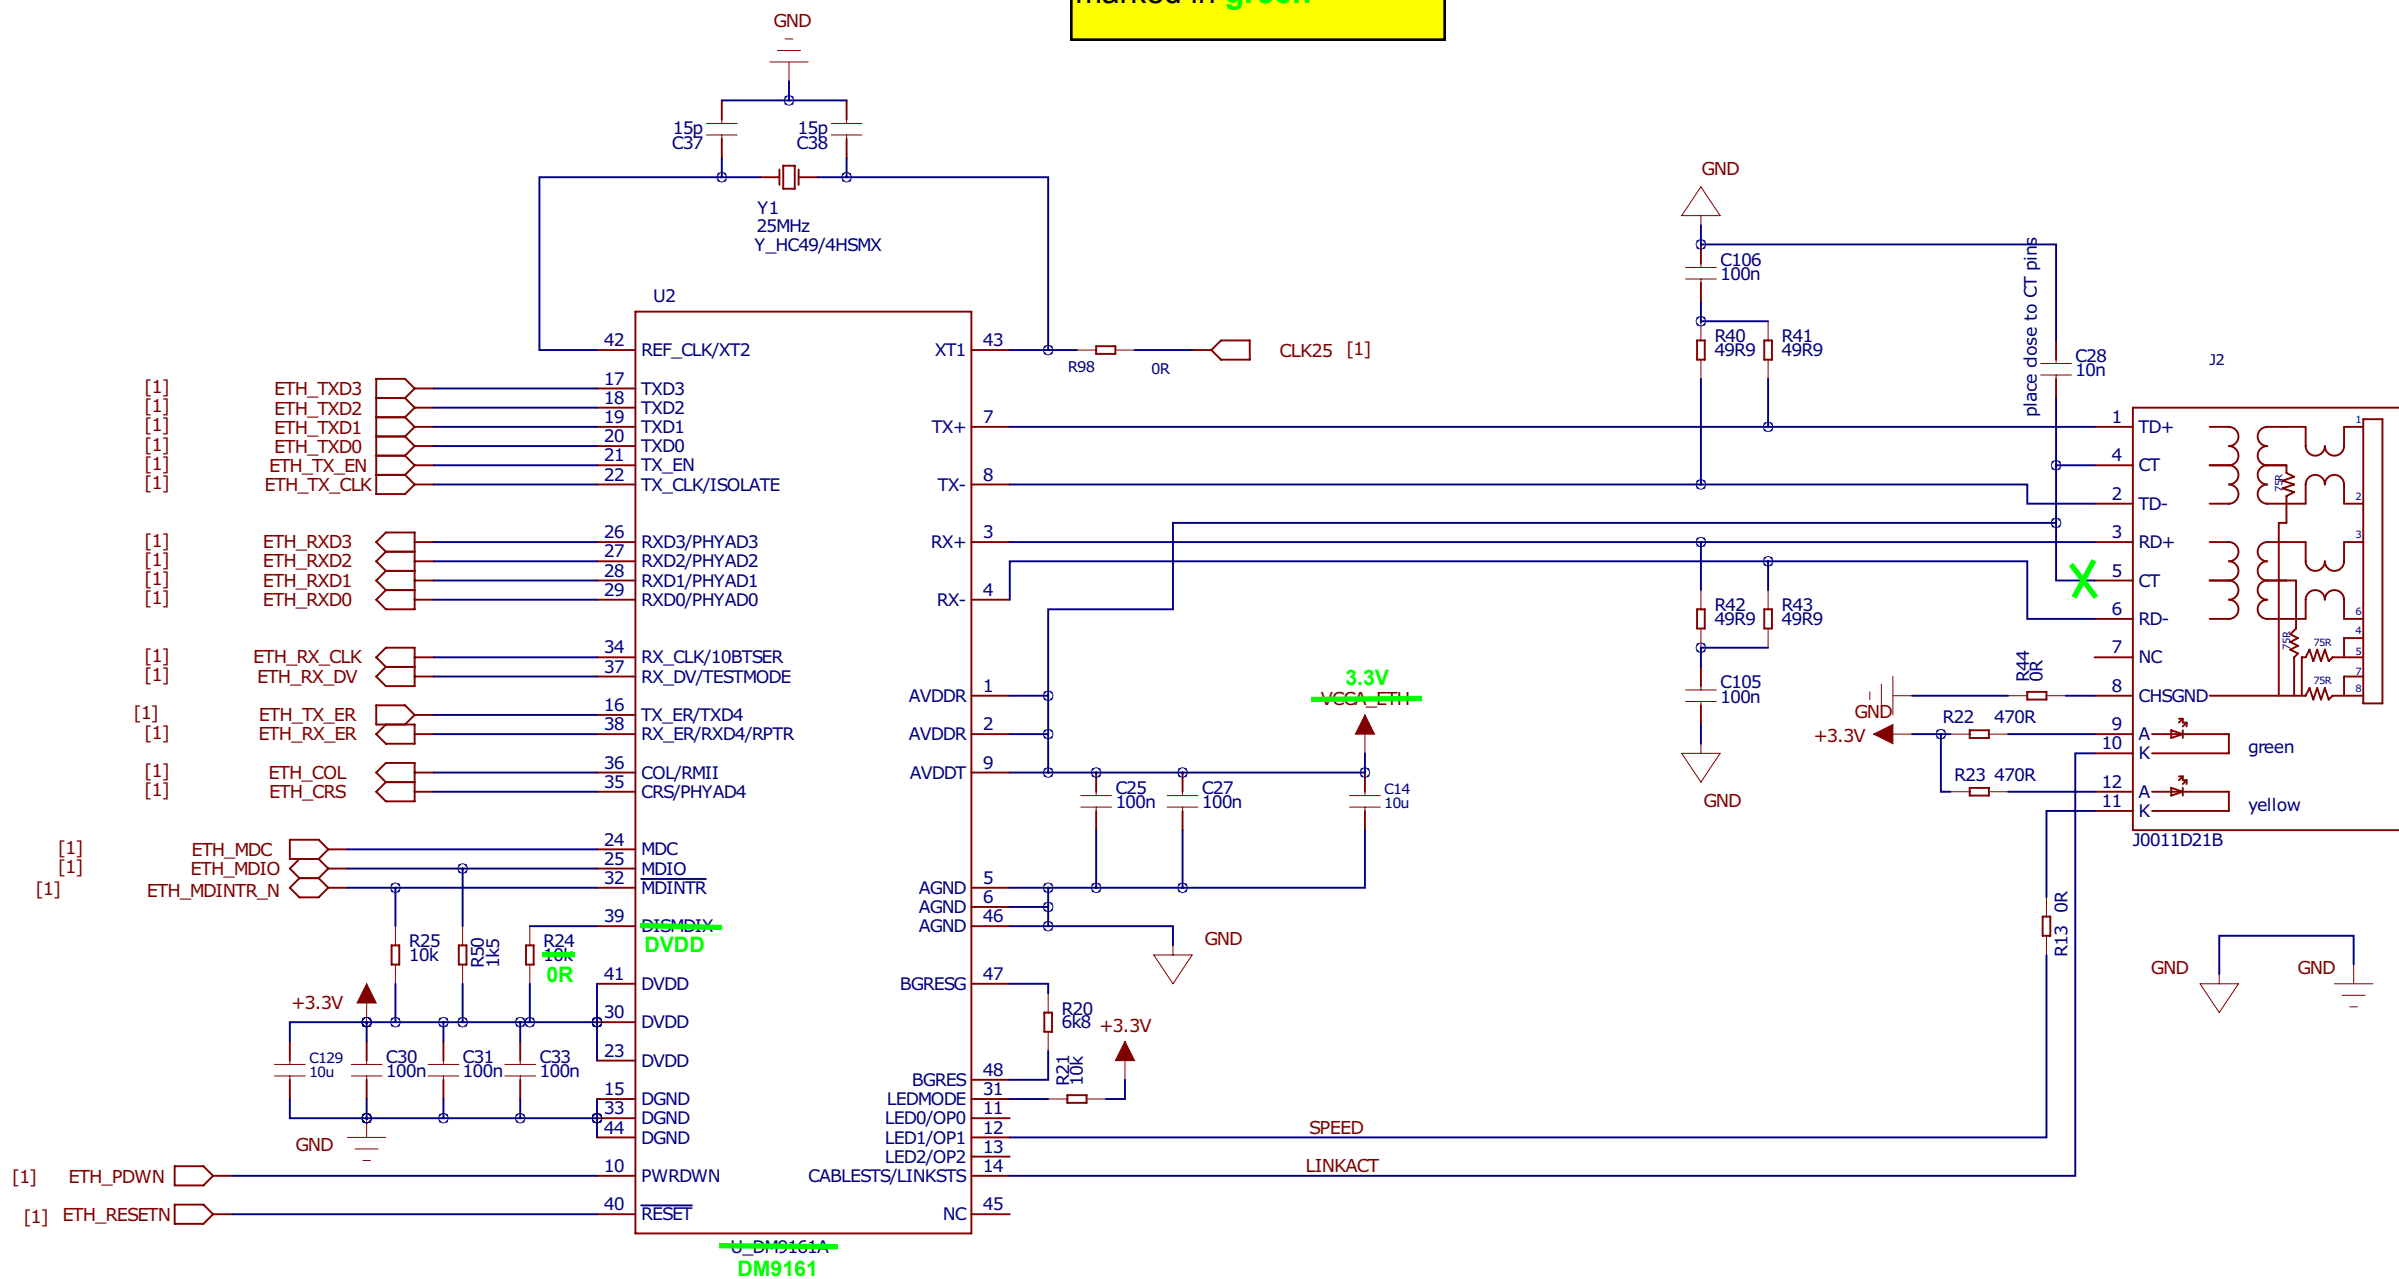 marked in green
GND
15p
C37
15p
C38
Y1
25MHz
Y_HC49/4HSMX
U2
42 REF_CLK/XT2
[1] ETH_TXD3 17 TXD3
[1] ETH_TXD2 18 TXD2
[1] ETH_TXD1 19 TXD1
[1] ETH_TXD0 20 TXD0
[1] ETH_TX_EN 21 TX_EN
[1] ETH_TX_CLK 22 TX_CLK/ISOLATE
[1] ETH_RXD3 26 RXD3/PHYAD3
[1] ETH_RXD2 27 RXD2/PHYAD2
[1] ETH_RXD1 28 RXD1/PHYAD1
[1] ETH_RXD0 29 RXD0/PHYAD0
[1] ETH_RX_CLK 34 RX_CLK/10BTSER
[1] ETH_RX_DV 37 RX_DV/TESTMODE
[1] ETH_TX_ER 16 TX_ER/TXD4
[1] ETH_RX_ER 38 RX_ER/RXD4/RPTR
[1] ETH_COL 36 COL/RMII
[1] ETH_CRS 35 CRS/PHYAD4
[1] ETH_MDC 24 MDC
[1] ETH_MDIO 25 MDIO
[1] ETH_MDINTR_N 32 MDINTR
39 DISMDIX
DVDD
R25
10k
R50
1k5
R24
10k
0R
+3.3V
41 DVDD
30 DVDD
23 DVDD
C129
10u
C30
100n
C31
100n
C33
100n
15 DGND
33 DGND
44 DGND
GND
[1] ETH_PDWN 10 PWRDWN
[1] ETH_RESETN 40 RESET
U_DM9161A
DM9161
XT1 43
R98 0R
CLK25 [1]
TX+ 7
TX- 8
RX+ 3
RX- 4
AVDDR 1
AVDDR 2
AVDDT 9
3.3V
VCCA_ETH
C25
100n
C27
100n
C14
10u
AGND 5
AGND 6
AGND 46
GND
BGRESG 47
R20
6k8
+3.3V
R21
10k
BGRES 48
LEDMODE 31
LED0/OP0 11
LED1/OP1 12
SPEED
LED2/OP2 13
CABLESTS/LINKSTS 14
LINKACT
NC 45
GND
C106
100n
R40
49R9
R41
49R9
place dose to CT pins
C28
10n
R42
49R9
R43
49R9
C105
100n
GND
J2
1 TD+
4 CT
2 TD-
3 RD+
5 CT
6 RD-
7 NC
8 CHSGND
9 A
10 K
green
12 A
11 K
yellow
J0011D21B
1
75R
2
3
6
4
75R
75R
5
7
75R
8
R44
0R
GND
+3.3V
R22 470R
R23 470R
R13 0R
GND
GND